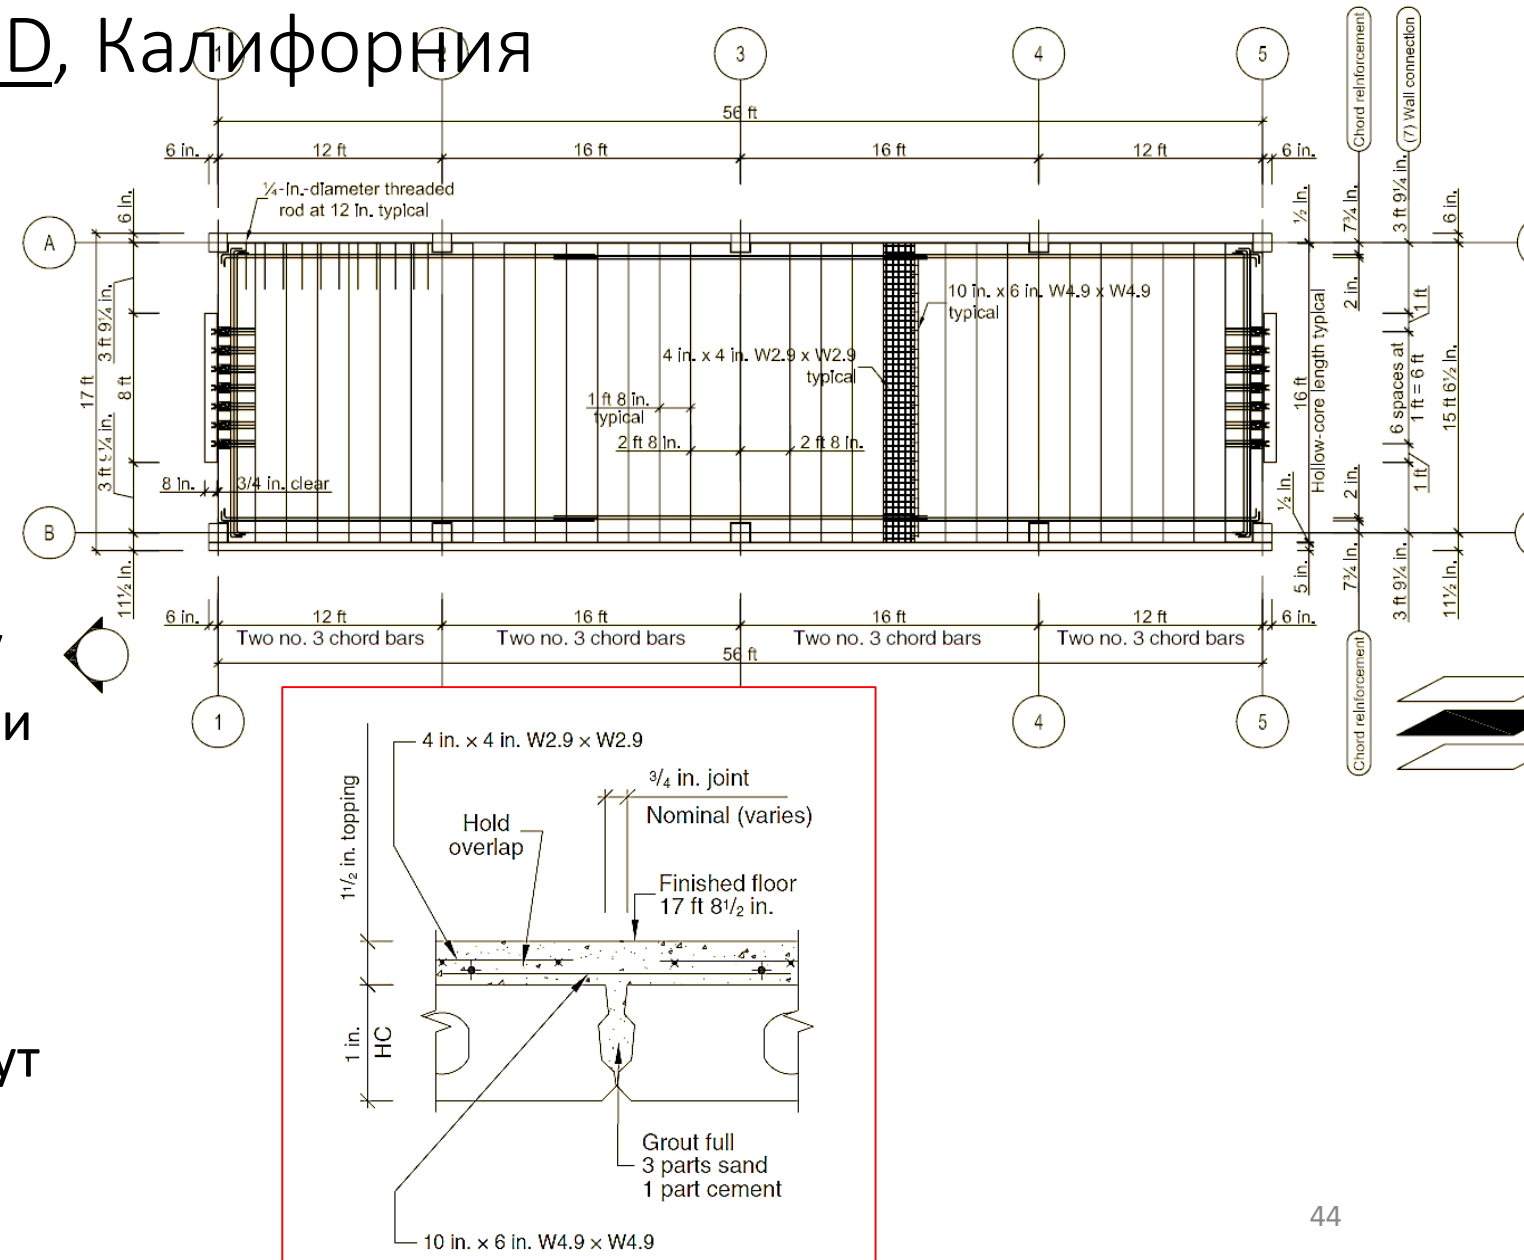 D, Калифорния
1
2
3
4
5
56 ft
6 in.
12 ft
16 ft
16 ft
12 ft
6 in.
¼-in.-diameter threaded
rod at 12 in. typical
A
B
6 in.
3 ft 9¼ in.
17 ft
8 ft
3 ft 9¼ in.
11½ in.
8 in.
3/4 in. clear
10 in. x 6 in. W4.9 x W4.9
typical
4 in. x 4 in. W2.9 x W2.9
typical
1 ft 8 in.
typical
2 ft 8 in.
2 ft 8 in.
Chord reinforcement
(7) Wall connection
½ in.
7¾ in.
3 ft 9¼ in.
6 in.
2 in.
1 ft
Hollow-core length typical
16 ft
6 spaces at
1 ft = 6 ft
15 ft 6½ in.
1 ft
2 in.
½ in.
5 in.
7¾ in.
3 ft 9¼ in.
11½ in.
Chord reinforcement
6 in.
12 ft
16 ft
16 ft
12 ft
6 in.
Two no. 3 chord bars
Two no. 3 chord bars
Two no. 3 chord bars
Two no. 3 chord bars
56 ft
1
4
5
и
ут
4 in. x 4 in. W2.9 × W2.9
3/4 in. joint
Nominal (varies)
Hold
overlap
1 1/2 in. topping
Finished floor
17 ft 8 1/2 in.
1 in.
HC
Grout full
3 parts sand
1 part cement
10 in. x 6 in. W4.9 × W4.9
44